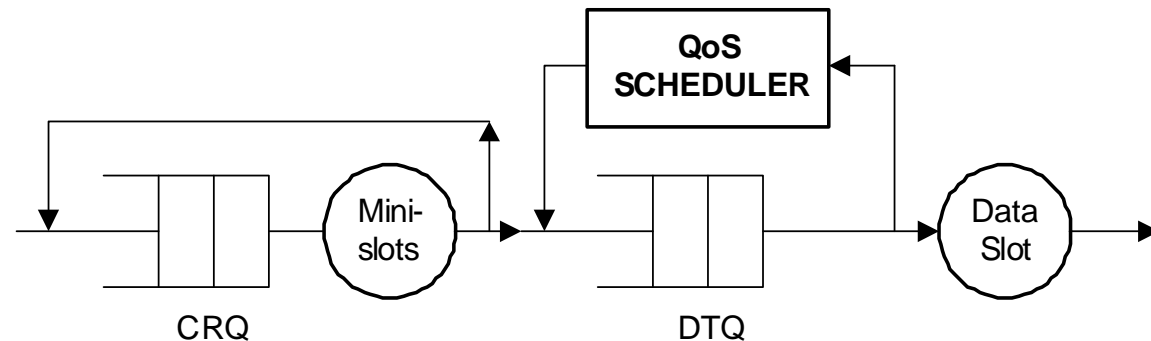 QoS
SCHEDULER
Mini-
slots
Data
Slot
CRQ
DTQ